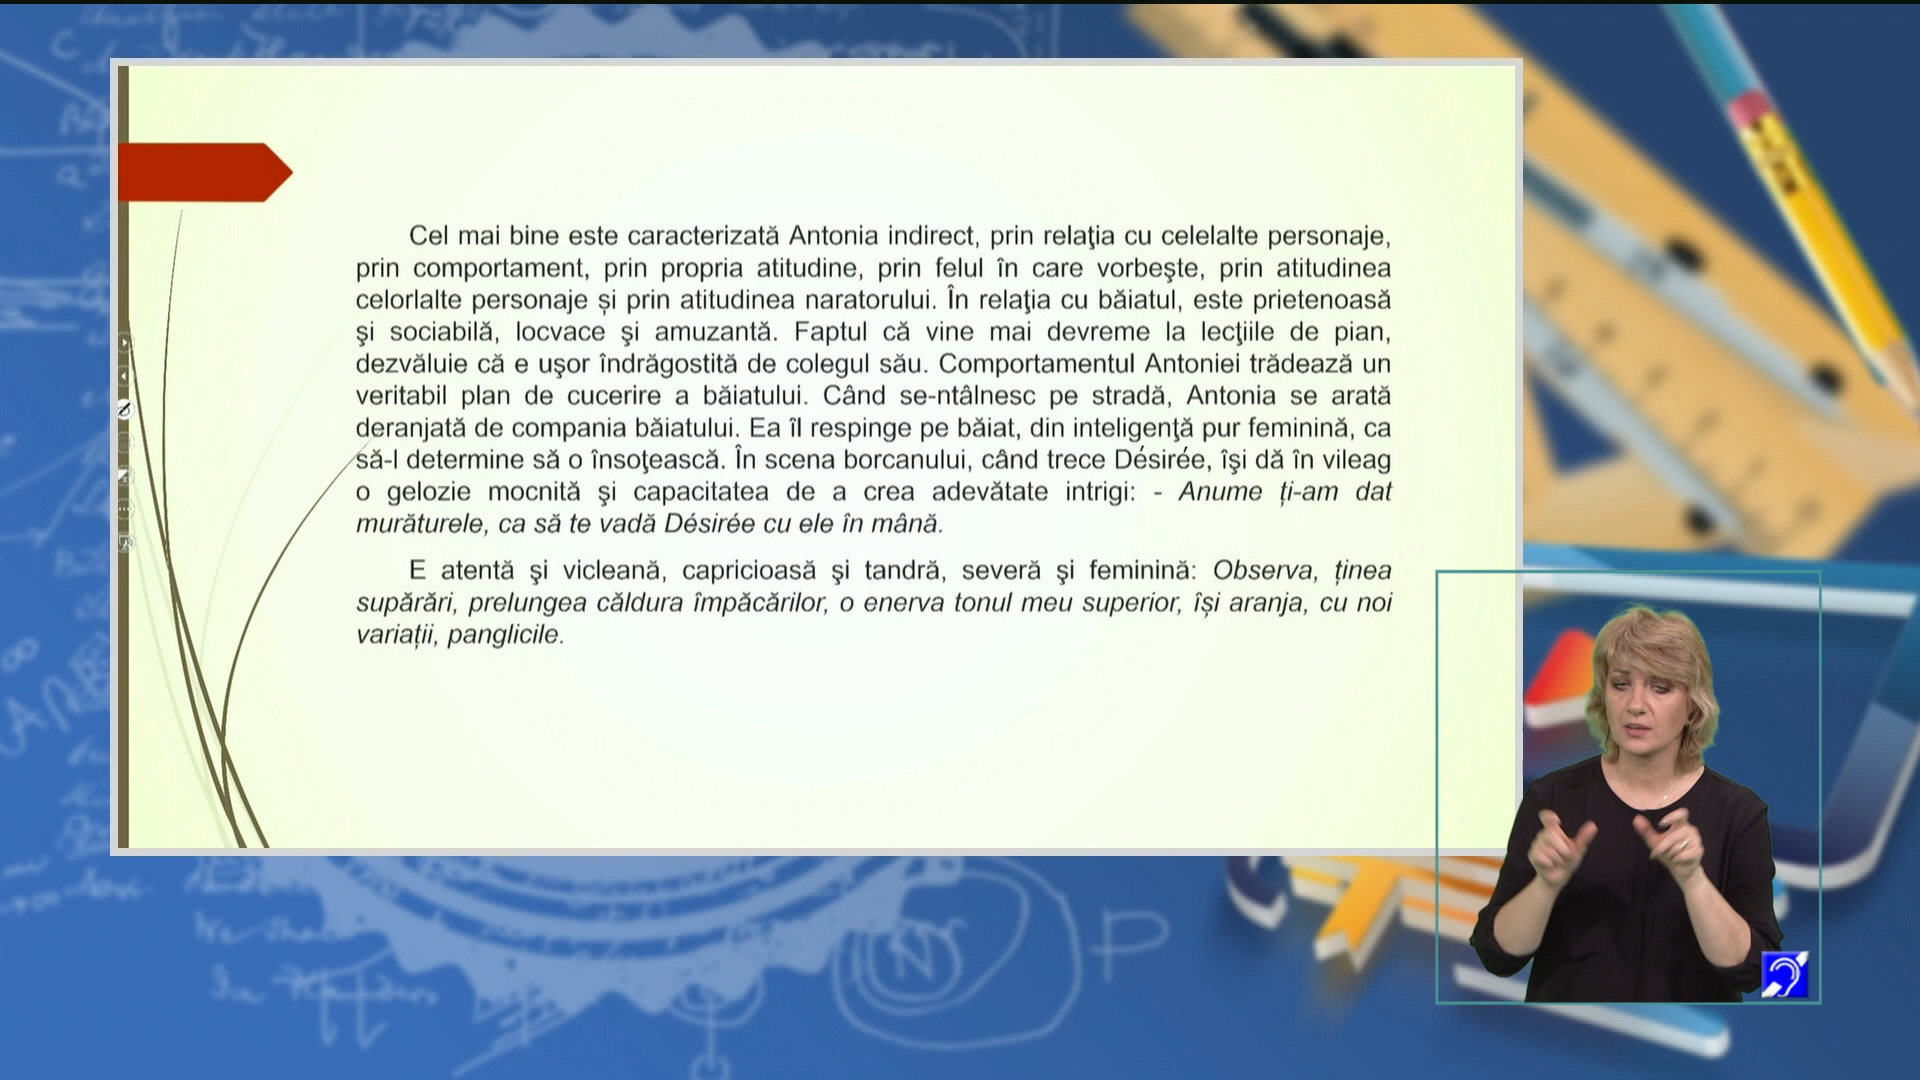 Cel mai bine este caracterizată Antonia indirect, prin relaţia cu celelalte personaje,
prin comportament, prin propria atitudine, prin felul în care vorbeşte, prin atitudinea
celorlalte personaje și prin atitudinea naratorului. În relaţia cu băiatul, este prietenoasă
şi sociabilă, locvace şi amuzantă. Faptul că vine mai devreme la lecţiile de pian,
dezvăluie că e uşor îndrăgostită de colegul său. Comportamentul Antoniei trădează un
veritabil plan de cucerire a băiatului. Când se-ntâlnesc pe stradă, Antonia se arată
deranjată de compania băiatului. Ea îl respinge pe băiat, din inteligenţă pur feminină, ca
să-l determine să o însoţească. În scena borcanului, când trece Désirée, îşi dă în vileag
o gelozie mocnită şi capacitatea de a crea adevătate intrigi: - Anume ți-am dat
murăturele, ca să te vadă Désirée cu ele în mână.
E atentă şi vicleană, capricioasă şi tandră, severă şi feminină: Observa, ținea
supărări, prelungea căldura împăcărilor, o enerva tonul meu superior, își aranja, cu noi
variații, panglicile.
P
N